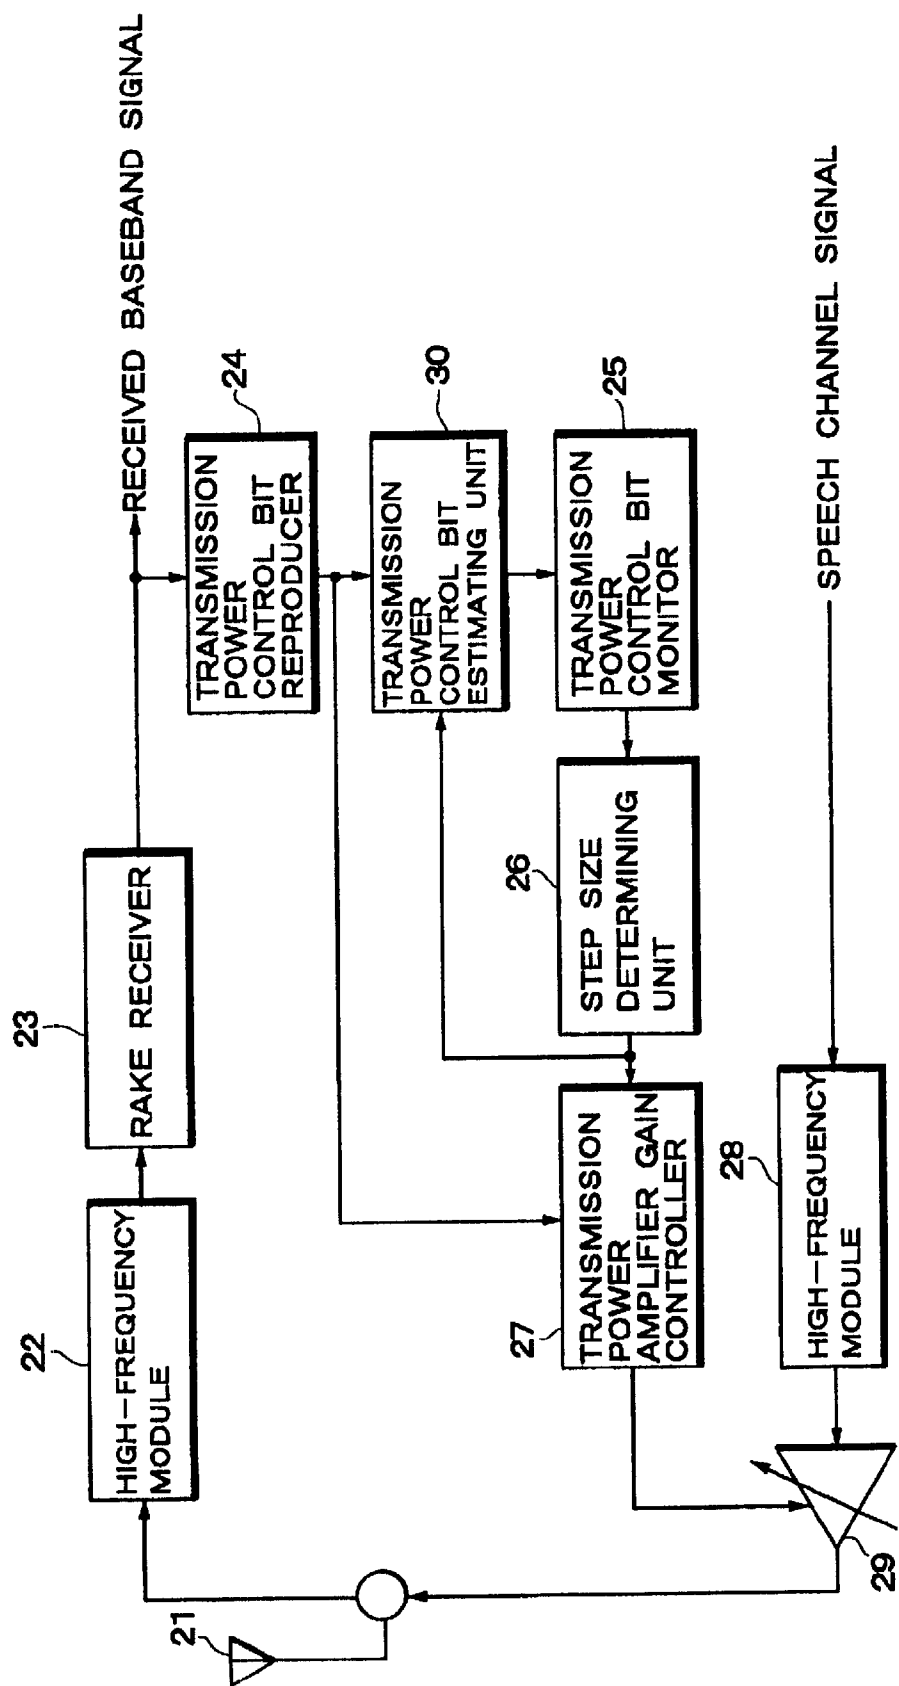 21
22
HIGH-FREQUENCY
MODULE
23
RAKE RECEIVER
RECEIVED BASEBAND SIGNAL
24
TRANSMISSION
POWER
CONTROL BIT
REPRODUCER
30
TRANSMISSION
POWER
CONTROL BIT
ESTIMATING UNIT
25
TRANSMISSION
POWER
CONTROL BIT
MONITOR
26
STEP SIZE
DETERMINING
UNIT
27
TRANSMISSION
POWER
AMPLIFIER GAIN
CONTROLLER
28
HIGH-FREQUENCY
MODULE
29
SPEECH CHANNEL SIGNAL